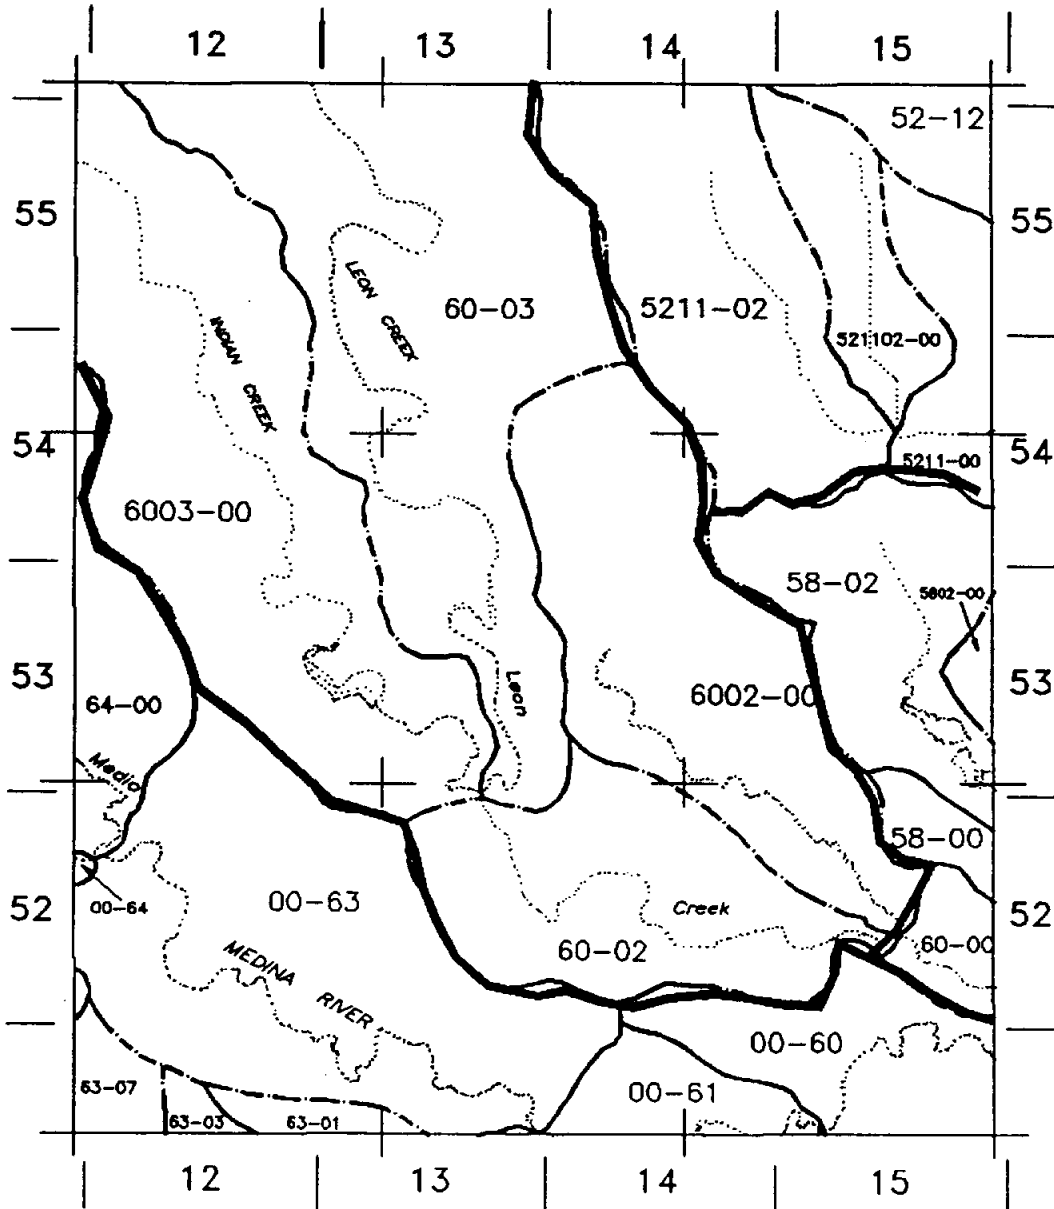 12 13 14 15
52-12
55 55
LEON CREEK
60-03 5211-02
INDIAN CREEK
521102-00
54 54
5211-00
6003-00
58-02
5802-00
53 Leon 6002-00 53
64-00
Medio
58-00
00-64 00-63
52 Creek 52
60-02 60-00
MEDINA RIVER
00-60
63-07 00-61
63-03 63-01
12 13 14 15